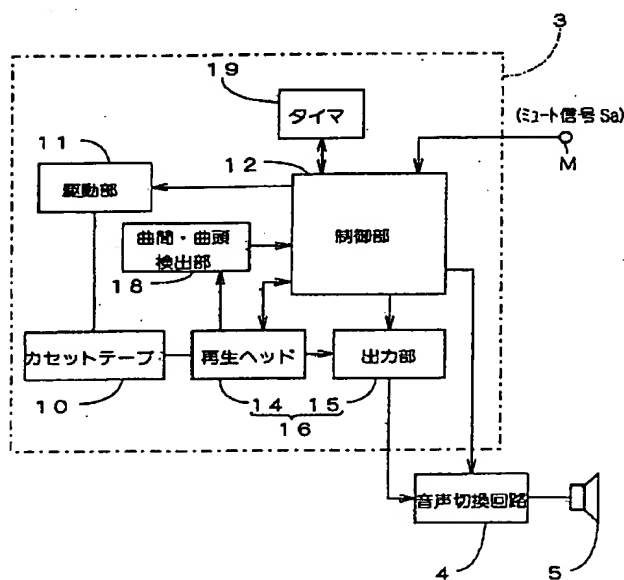 3
19
タイマ
(ミュート信号 Sa)
M
11
駆動部
12
制御部
曲間・曲頭
検出部
18
カセットテープ
再生ヘッド
出力部
10
14
15
16
音声切換回路
4
5